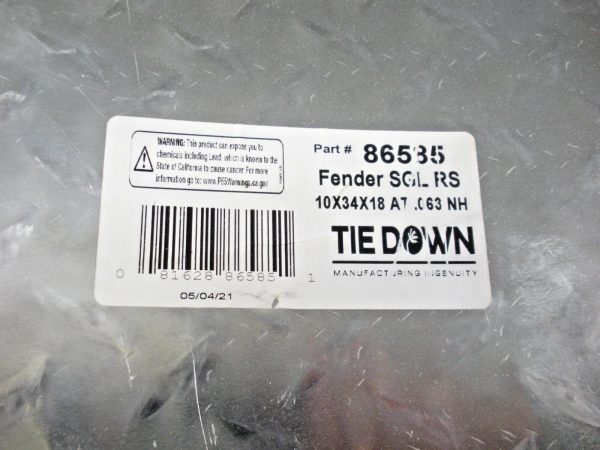 WARNING: This product can expose you to
chemicals including Lead, which is known to the
State of California to cause cancer. For more
information go to: www.P65Warnings.ca.gov
Part # 86585
Fender SGL RS
10X34X18 AT .063 NH
TIE DOWN
MANUFACTURING INGENUITY
0 81628 86585 1
05/04/21